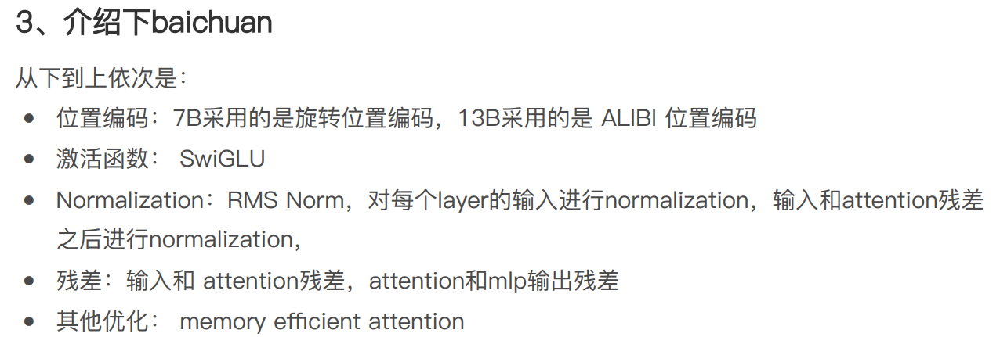 3、介绍下baichuan
从下到上依次是：
● 位置编码：7B采用的是旋转位置编码，13B采用的是 ALIBI 位置编码
● 激活函数： SwiGLU
● Normalization：RMS Norm，对每个layer的输入进行normalization，输入和attention残差
之后进行normalization，
● 残差：输入和 attention残差，attention和mlp输出残差
● 其他优化： memory efficient attention